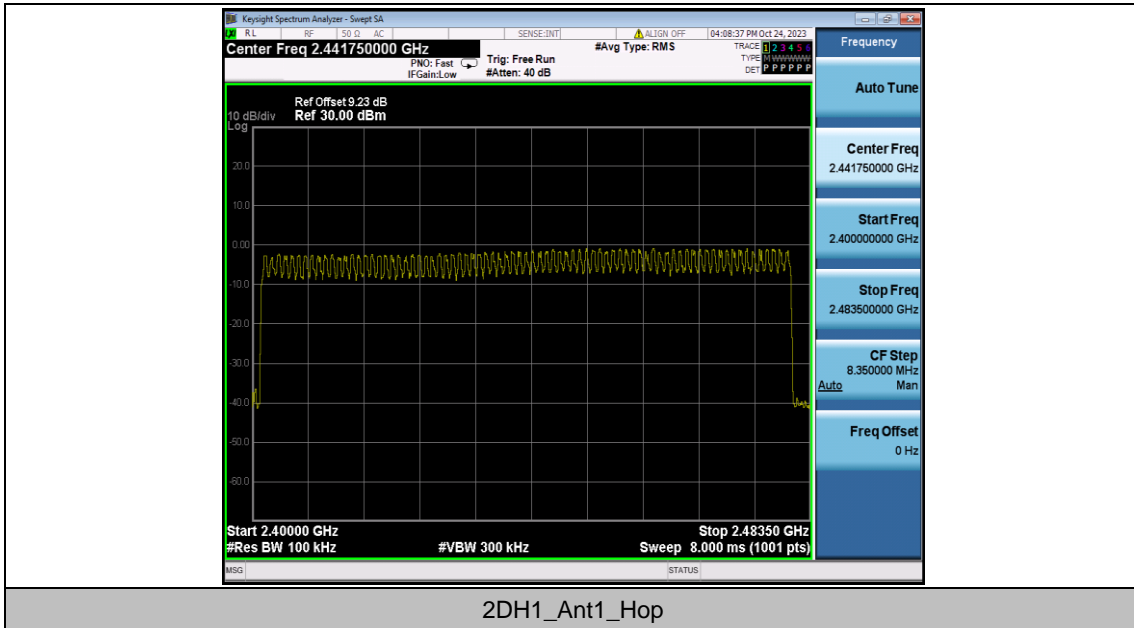 Keysight Spectrum Analyzer - Swept SA
LXI RL RF 50 Ω AC SENSE:INT ALIGN OFF 04:08:37 PM Oct 24, 2023
Center Freq 2.441750000 GHz
PNO: Fast
IFGain:Low
Trig: Free Run
#Atten: 40 dB
#Avg Type: RMS
TRACE 1 2 3 4 5 6
TYPE M WWWWW
DET P P P P P P
Ref Offset 9.23 dB
10 dB/div Ref 30.00 dBm
Log
20.0
10.0
0.00
-10.0
-20.0
-30.0
-40.0
-50.0
-60.0
Start 2.40000 GHz Stop 2.48350 GHz
#Res BW 100 kHz #VBW 300 kHz Sweep 8.000 ms (1001 pts)
MSG STATUS
Frequency
Auto Tune
Center Freq
2.441750000 GHz
Start Freq
2.400000000 GHz
Stop Freq
2.483500000 GHz
CF Step
8.350000 MHz
Auto Man
Freq Offset
0 Hz
2DH1_Ant1_Hop